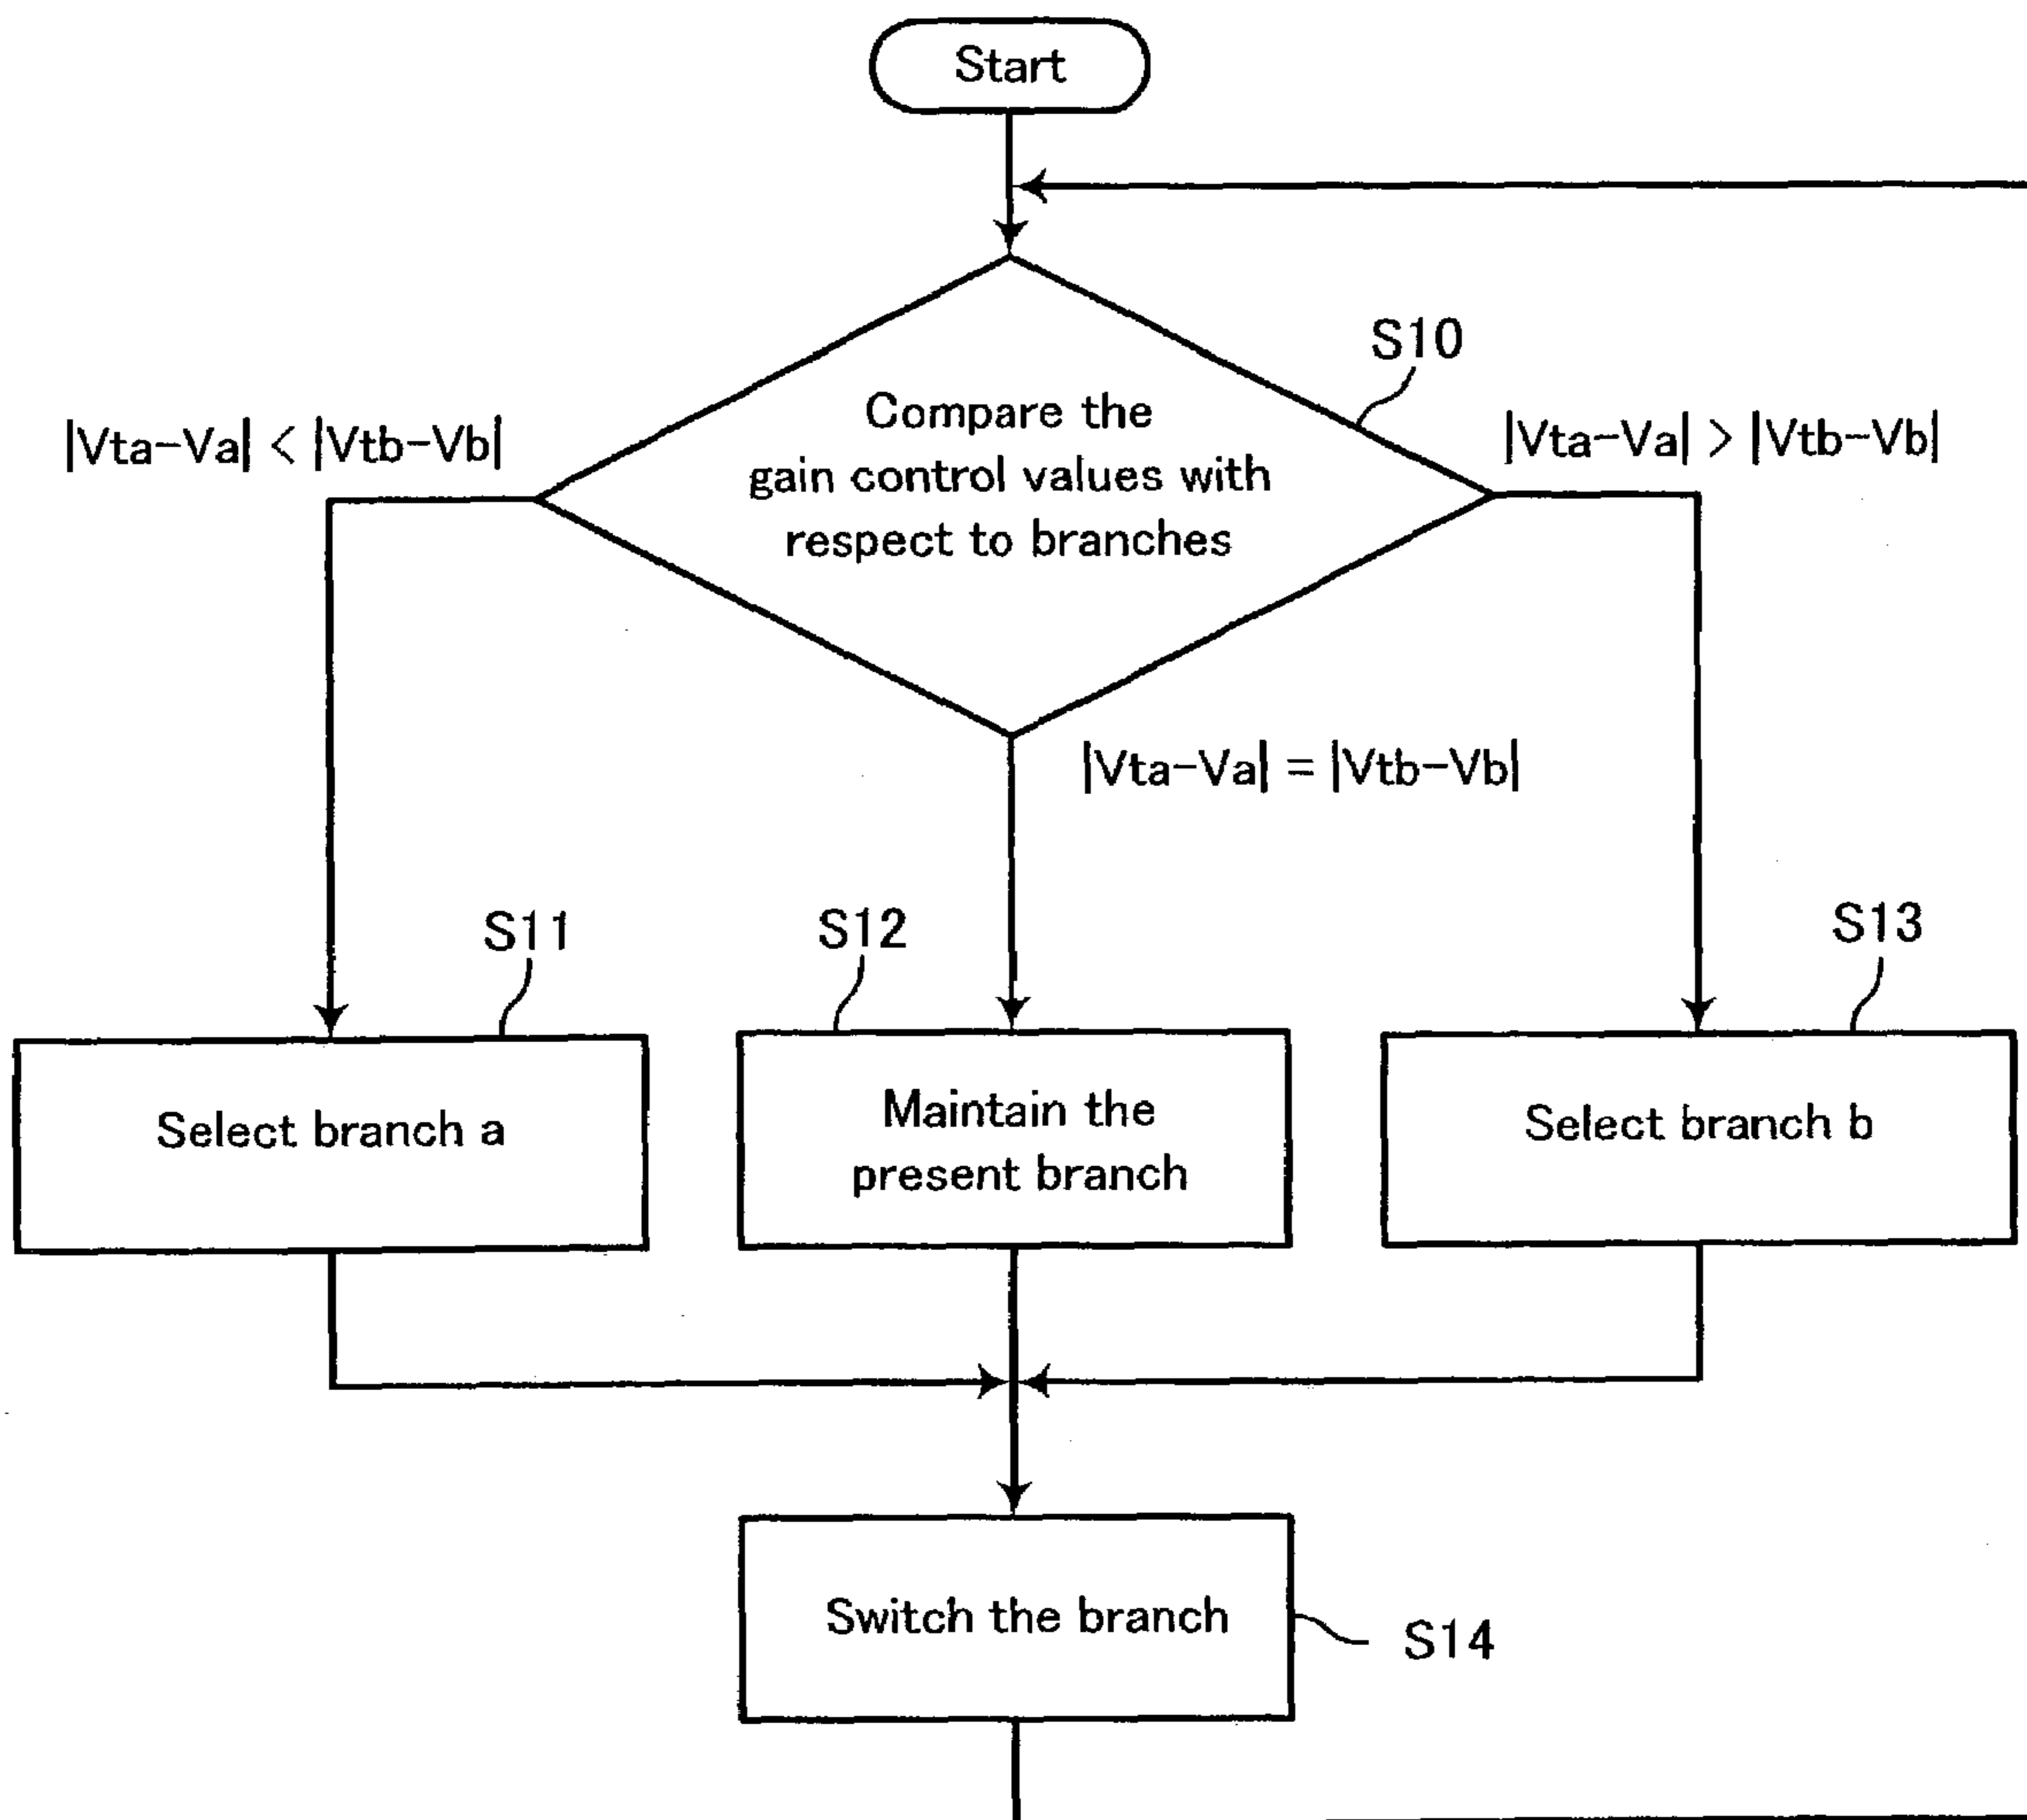 Start
S10
Compare the
gain control values with
respect to branches
|Vta-Va| < |Vtb-Vb|
|Vta-Va| > |Vtb-Vb|
|Vta-Va| = |Vtb-Vb|
S11
S12
S13
Select branch a
Maintain the
present branch
Select branch b
Switch the branch
S14